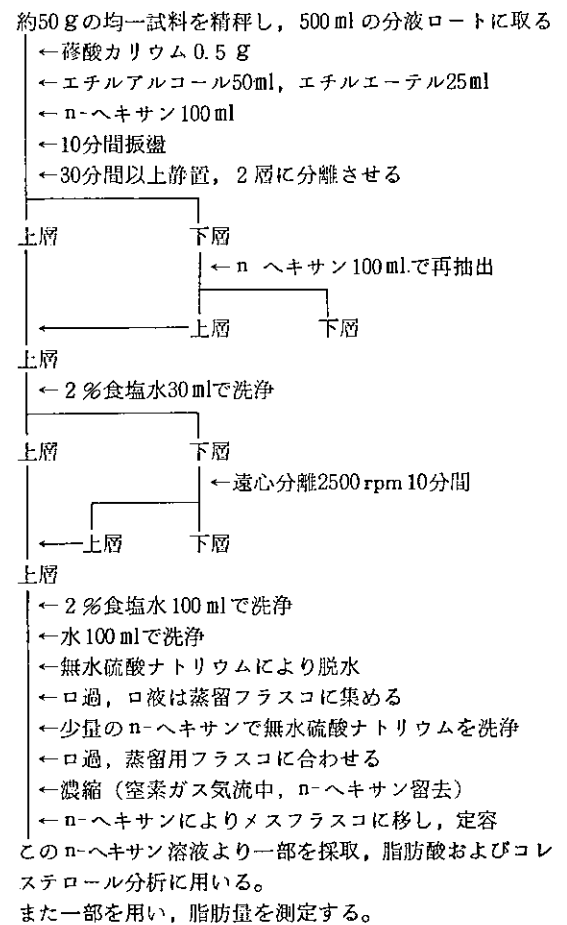 約50gの均一試料を精秤し，500mlの分液ロートに取る
←蓚酸カリウム0.5g
←エチルアルコール50ml，エチルエーテル25ml
←n-ヘキサン100ml
←10分間振盪
←30分間以上静置，2層に分離させる
上層 下層
←n ヘキサン100ml.で再抽出
上層 下層
上層
←2％食塩水30mlで洗浄
上層 下層
←遠心分離2500rpm10分間
←上層 下層
上層
←2％食塩水100mlで洗浄
←水100mlで洗浄
←無水硫酸ナトリウムにより脱水
←ロ過，ロ液は蒸留フラスコに集める
←少量のn-ヘキサンで無水硫酸ナトリウムを洗浄
←ロ過，蒸留用フラスコに合わせる
←濃縮（窒素ガス気流中，n-ヘキサン留去）
←n-ヘキサンによりメスフラスコに移し，定容
このn-ヘキサン溶液より一部を採取，脂肪酸およびコレ
ステロール分析に用いる。
また一部を用い，脂肪量を測定する。